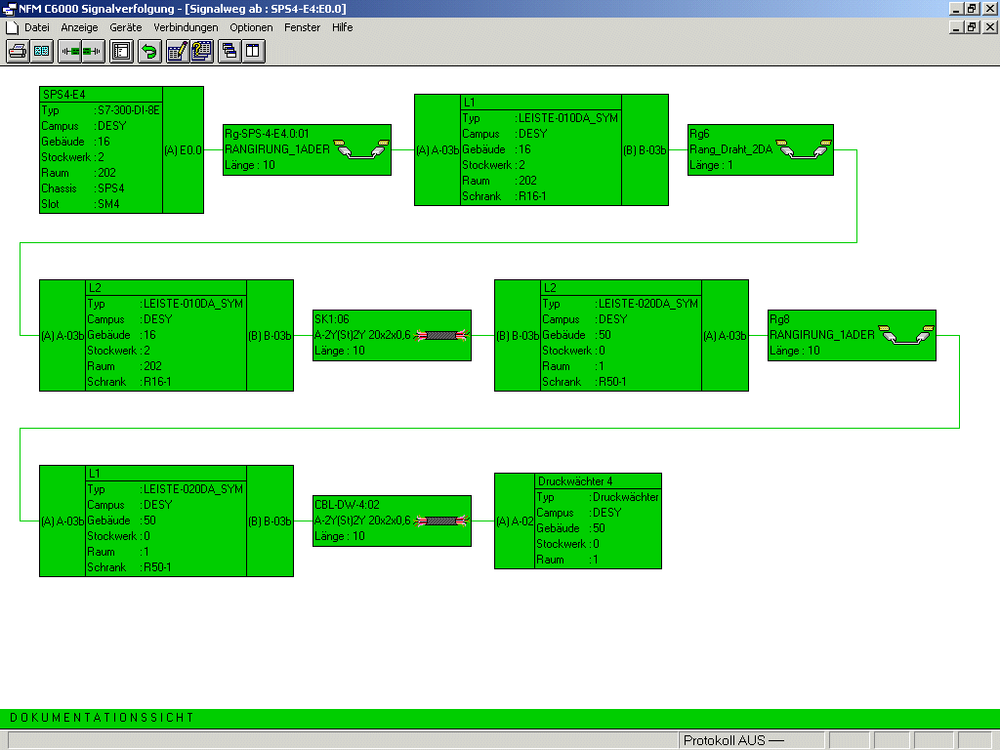 NFM C6000 Signalverfolgung - [Signalweg ab : SPS4-E4:E0.0]
Datei Anzeige Geräte Verbindungen Optionen Fenster Hilfe
SPS4-E4
Typ :S7-300-DI-8E
Campus :DESY
Gebäude :16
Stockwerk :2
Raum :202
Chassis :SPS4
Slot :SM4
(A) E0.0
Rg-SPS-4-E4.0:01
RANGIRUNG_1ADER
Länge : 10
L1
(A) A-03b
Typ :LEISTE-010DA_SYM
Campus :DESY
Gebäude :16
Stockwerk :2
Raum :202
Schrank :R16-1
(B) B-03b
Rg6
Rang_Draht_2DA
Länge : 1
L2
(A) A-03b
Typ :LEISTE-010DA_SYM
Campus :DESY
Gebäude :16
Stockwerk :2
Raum :202
Schrank :R16-1
(B) B-03b
SK1:06
A-2Y(St)2Y 20x2x0,6
Länge : 10
L2
(B) B-03b
Typ :LEISTE-020DA_SYM
Campus :DESY
Gebäude :50
Stockwerk :0
Raum :1
Schrank :R50-1
(A) A-03b
Rg8
RANGIRUNG_1ADER
Länge : 10
L1
(A) A-03b
Typ :LEISTE-020DA_SYM
Campus :DESY
Gebäude :50
Stockwerk :0
Raum :1
Schrank :R50-1
(B) B-03b
CBL-DW-4:02
A-2Y(St)2Y 20x2x0,6
Länge : 10
Druckwächter 4
(A) A-02
Typ :Druckwächter
Campus :DESY
Gebäude :50
Stockwerk :0
Raum :1
DOKUMENTATIONSSICHT
Protokoll AUS —